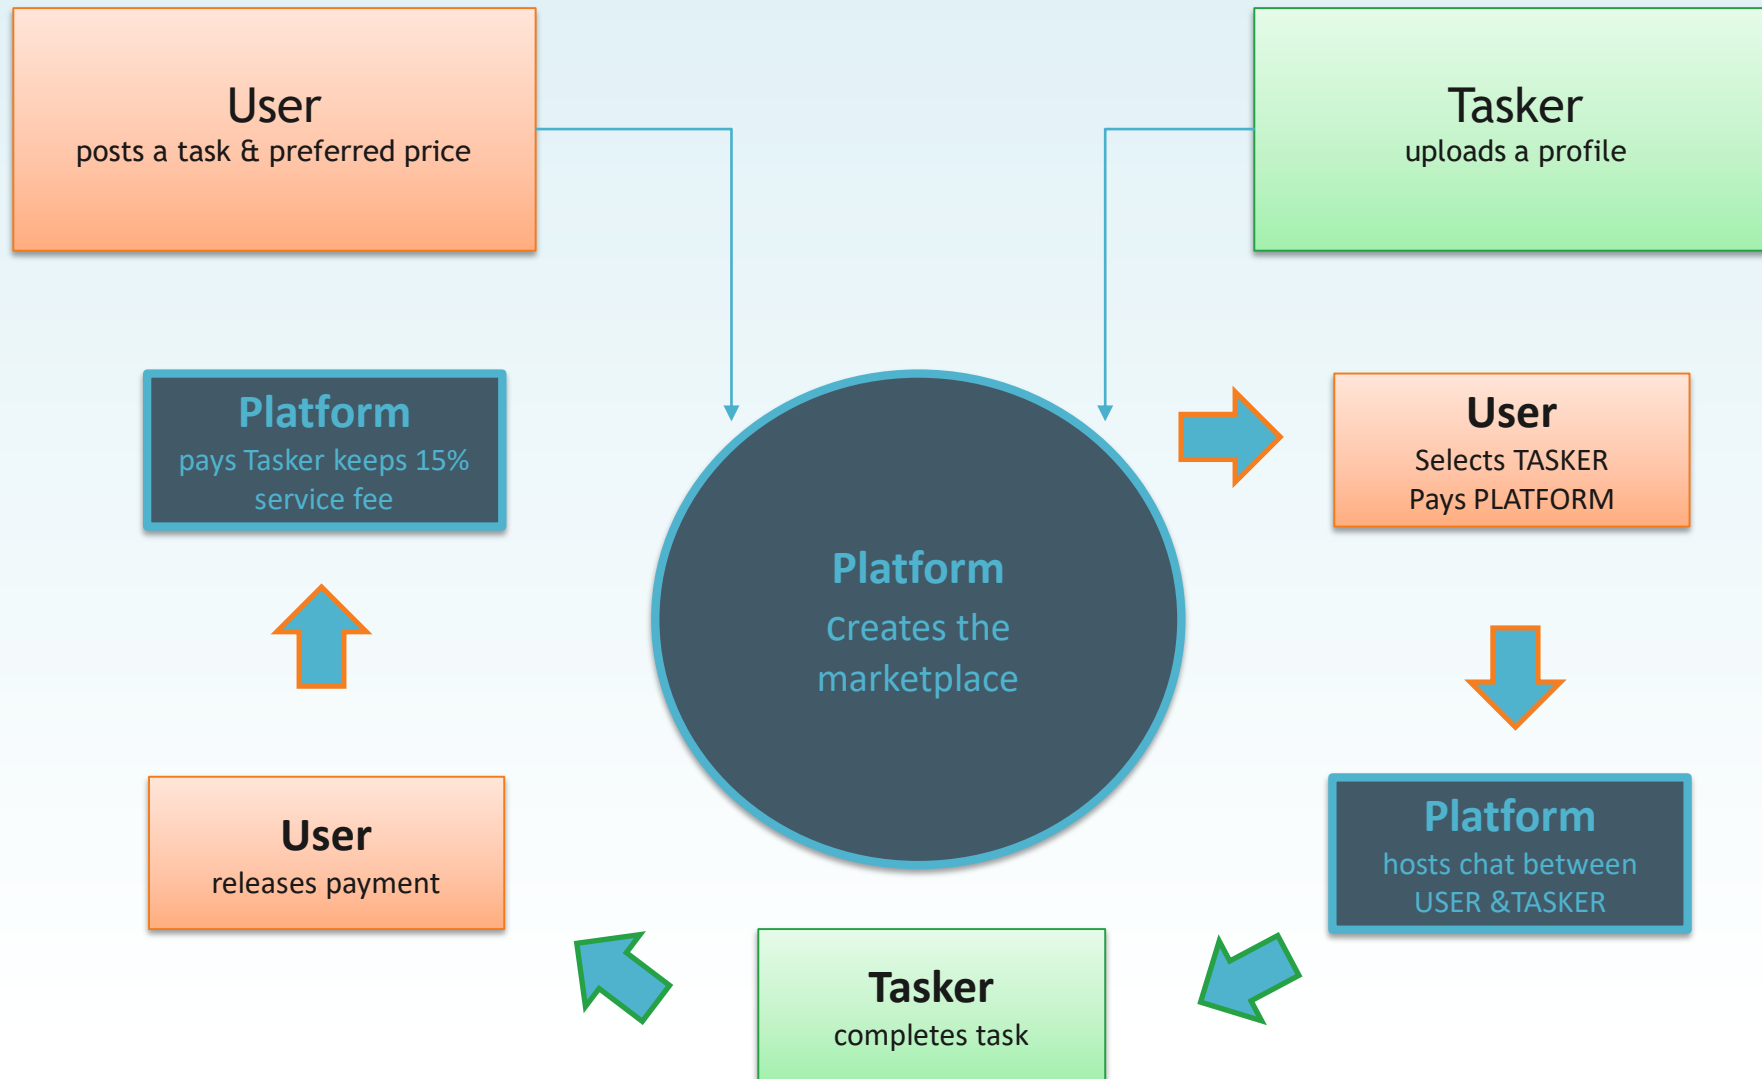 User
posts a task & preferred price
Tasker
uploads a profile
Platform
pays Tasker keeps 15%
service fee
Platform
creates the
marketplace
User
Selects TASKER
Pays PLATFORM
User
releases payment
Tasker
completes task
Platform
hosts chat between
USER &TASKER